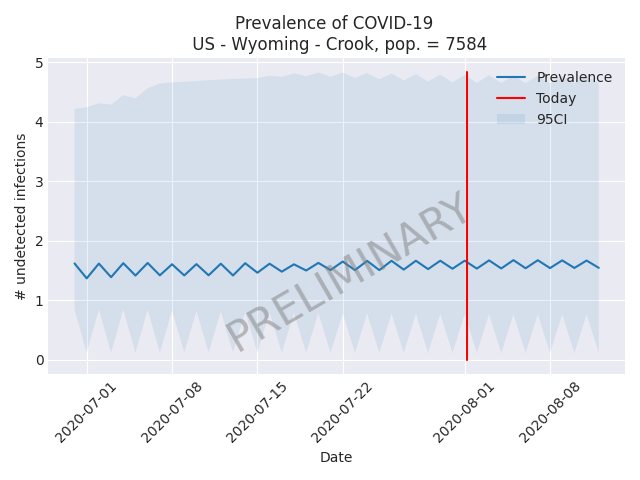 Prevalence of COVID-19
US - Wyoming - Crook, pop. = 7584
5
4
3
2
1
0
# undetected infections
Prevalence
Today
95CI
PRELIMINARY
2020-07-01
2020-07-08
2020-07-15
2020-07-22
2020-08-01
2020-08-08
Date